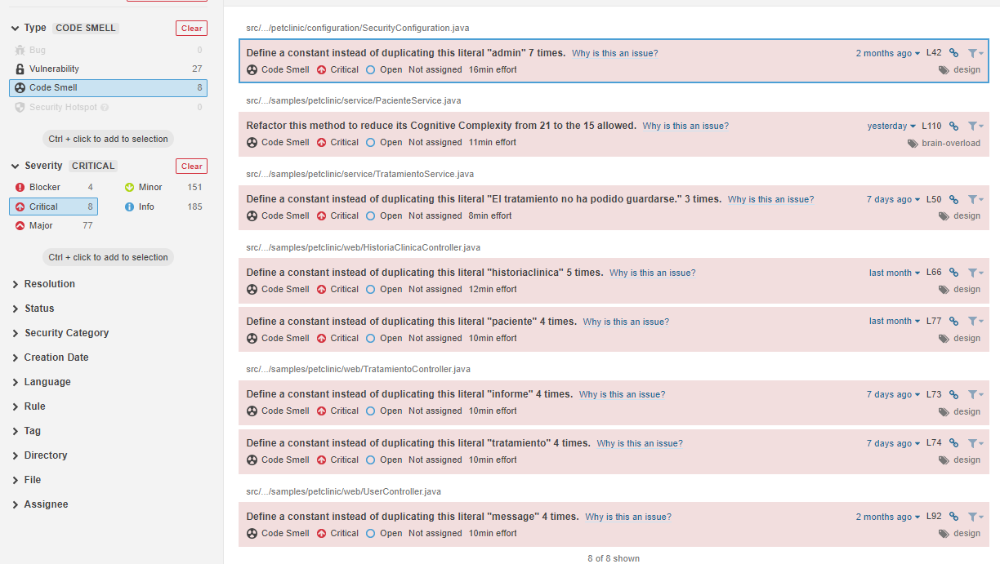 Type CODE SMELL Clear
Bug 0
Vulnerability 27
Code Smell 8
Security Hotspot 0
Ctrl + click to add to selection
Severity CRITICAL Clear
Blocker 4 Minor 151
Critical 8 Info 185
Major 77
Ctrl + click to add to selection
Resolution
Status
Security Category
Creation Date
Language
Rule
Tag
Directory
File
Assignee
src/.../petclinic/configuration/SecurityConfiguration.java
Define a constant instead of duplicating this literal "admin" 7 times. Why is this an issue? 2 months ago L42
Code Smell Critical Open Not assigned 16min effort design
src/.../samples/petclinic/service/PacienteService.java
Refactor this method to reduce its Cognitive Complexity from 21 to the 15 allowed. Why is this an issue? yesterday L110
Code Smell Critical Open Not assigned 11min effort brain-overload
src/.../samples/petclinic/service/TratamientoService.java
Define a constant instead of duplicating this literal "El tratamiento no ha podido guardarse." 3 times. Why is this an issue? 7 days ago L50
Code Smell Critical Open Not assigned 8min effort design
src/.../samples/petclinic/web/HistoriaClinicaController.java
Define a constant instead of duplicating this literal "historiaclinica" 5 times. Why is this an issue? last month L66
Code Smell Critical Open Not assigned 12min effort design
Define a constant instead of duplicating this literal "paciente" 4 times. Why is this an issue? last month L77
Code Smell Critical Open Not assigned 10min effort design
src/.../samples/petclinic/web/TratamientoController.java
Define a constant instead of duplicating this literal "informe" 4 times. Why is this an issue? 7 days ago L73
Code Smell Critical Open Not assigned 10min effort design
Define a constant instead of duplicating this literal "tratamiento" 4 times. Why is this an issue? 7 days ago L74
Code Smell Critical Open Not assigned 10min effort design
src/.../samples/petclinic/web/UserController.java
Define a constant instead of duplicating this literal "message" 4 times. Why is this an issue? 2 months ago L92
Code Smell Critical Open Not assigned 10min effort design
8 of 8 shown